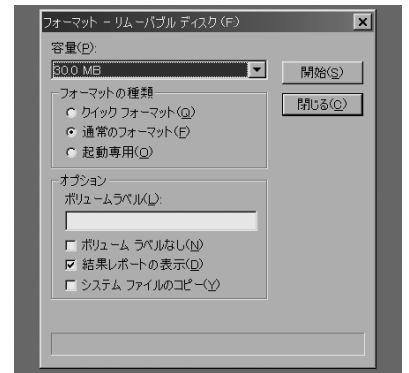 フォーマット － リムーバブル ディスク (F:)
容量(P):
30.0 MB
開始(S)
閉じる(C)
フォーマットの種類
クイック フォーマット(Q)
通常のフォーマット(F)
起動専用(O)
オプション
ボリュームラベル(L):
ボリューム ラベルなし(N)
結果レポートの表示(D)
システム ファイルのコピー(Y)